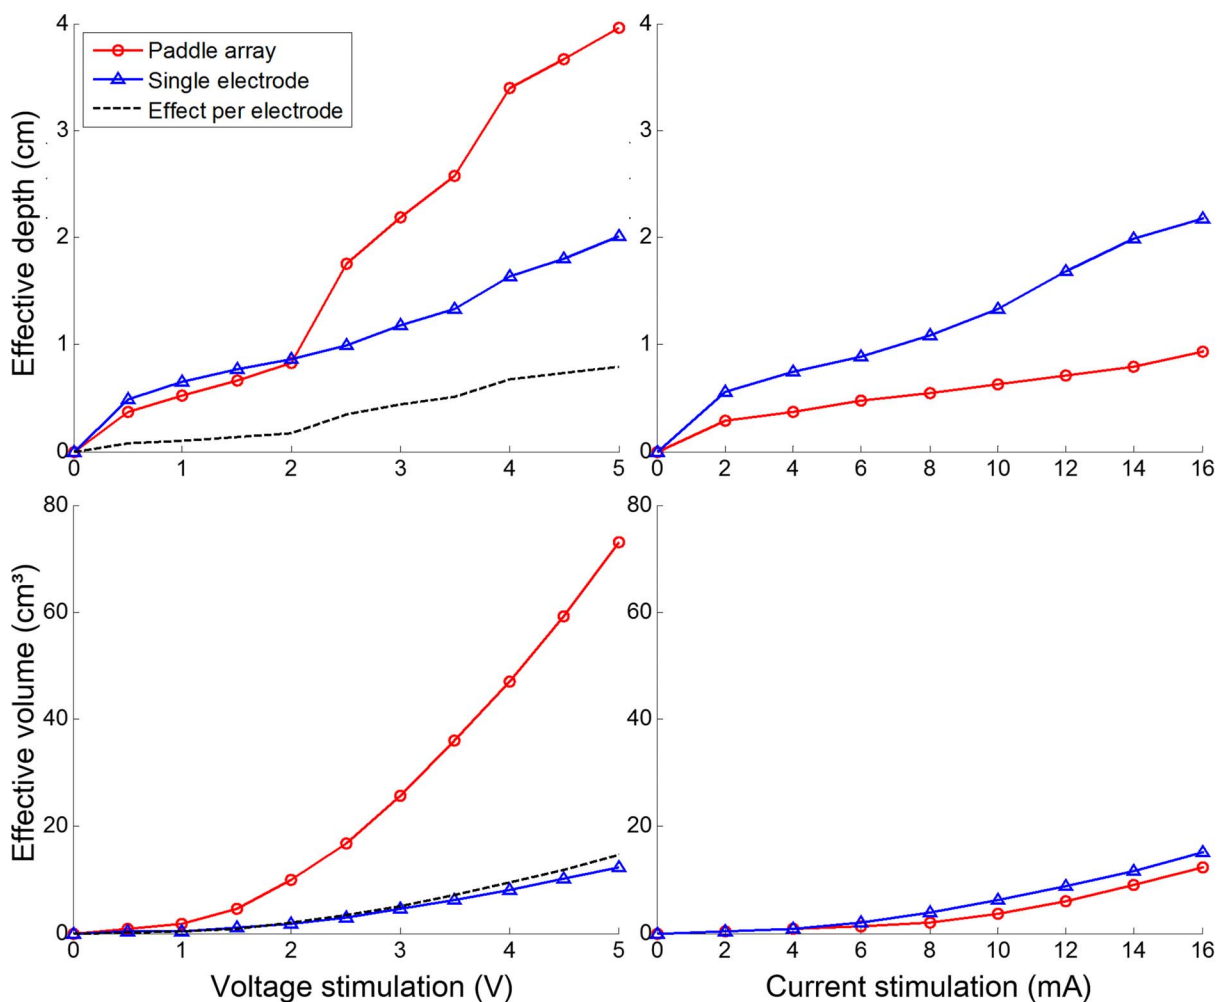 Paddle array
Single electrode
Effect per electrode
Effective depth (cm)
4
3
2
1
0
0 1 2 3 4 5
4
3
2
1
0
0 2 4 6 8 10 12 14 16
Effective volume (cm³)
80
60
40
20
0
0 1 2 3 4 5
Voltage stimulation (V)
80
60
40
20
0
0 2 4 6 8 10 12 14 16
Current stimulation (mA)